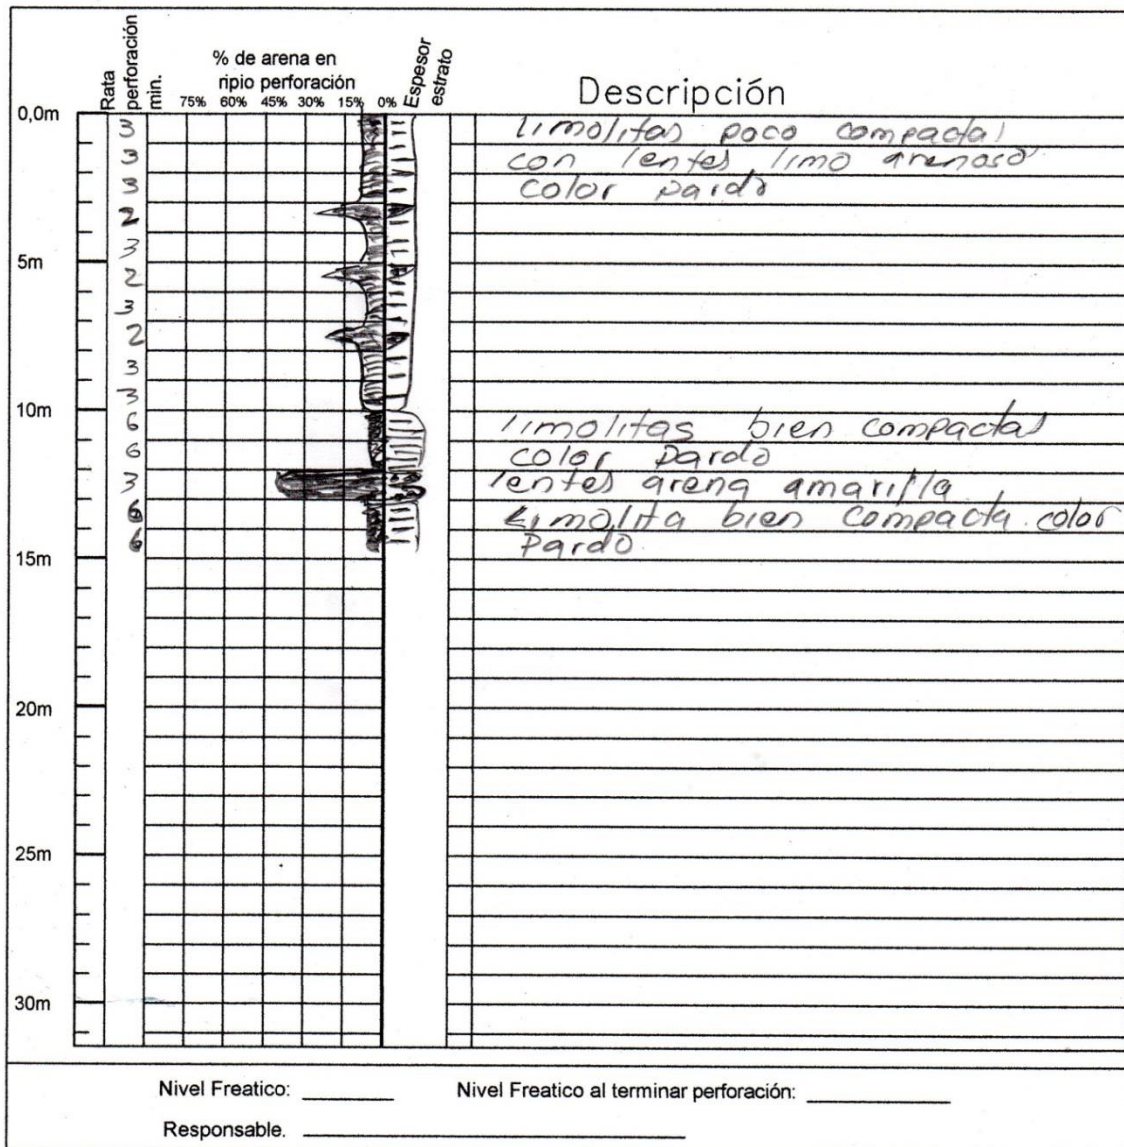 Rata
perforación
min.
% de arena en
ripio perforación
75% 60% 45% 30% 15% 0%
Espesor
estrato
Descripción
0,0m
3 limolitas poco compactas
3 con lentes limo arenoso
3 color pardo
2
3
5m
2
3
2
3
3
10m
6 limolitas bien compactas
6 color pardo
3 lentes arena amarilla
6 Limolita bien compacta color
6 Pardo
15m
20m
25m
30m
Nivel Freatico: Nivel Freatico al terminar perforación:
Responsable.